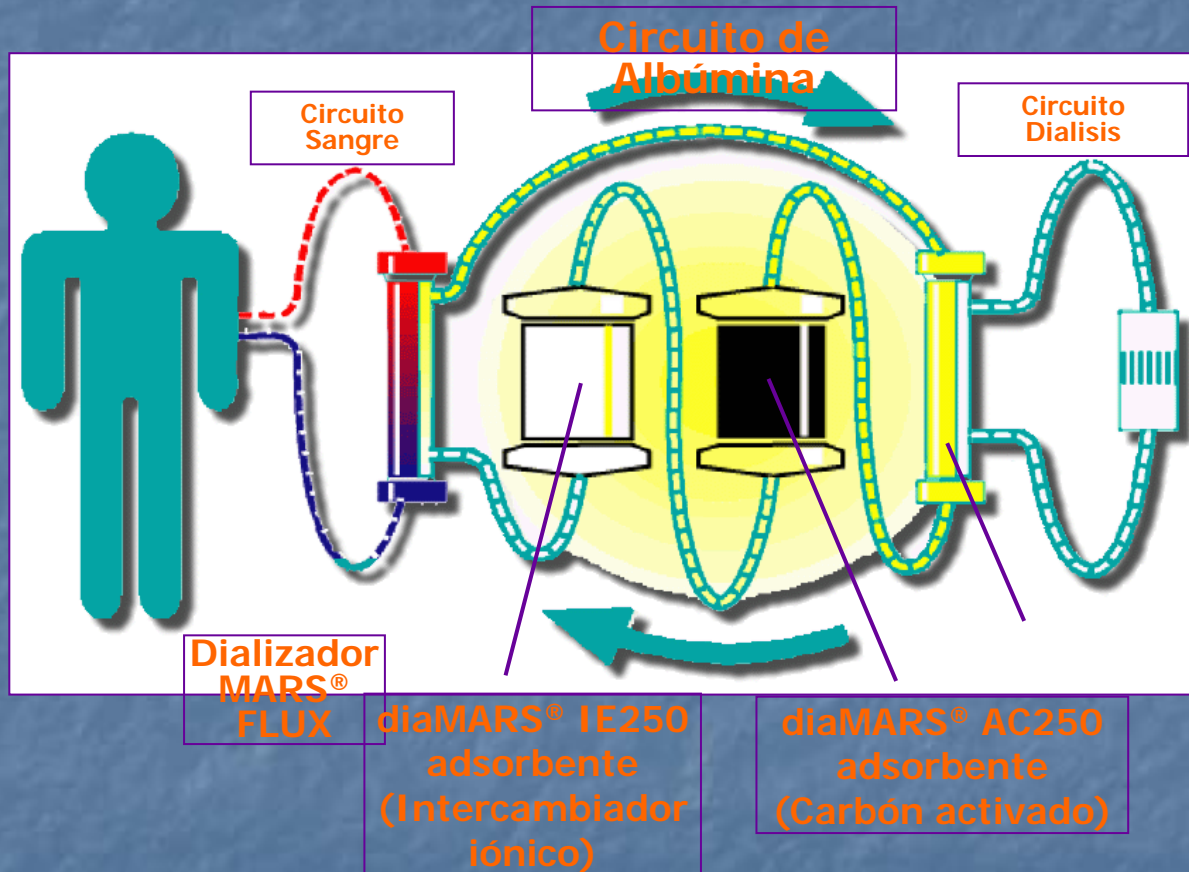 Circuito de
Albúmina
Circuito
Sangre
Circuito
Dialisis
Dializador
MARS®
FLUX
diaMARS® IE250
adsorbente
(Intercambiador
iónico)
diaMARS® AC250
adsorbente
(Carbón activado)